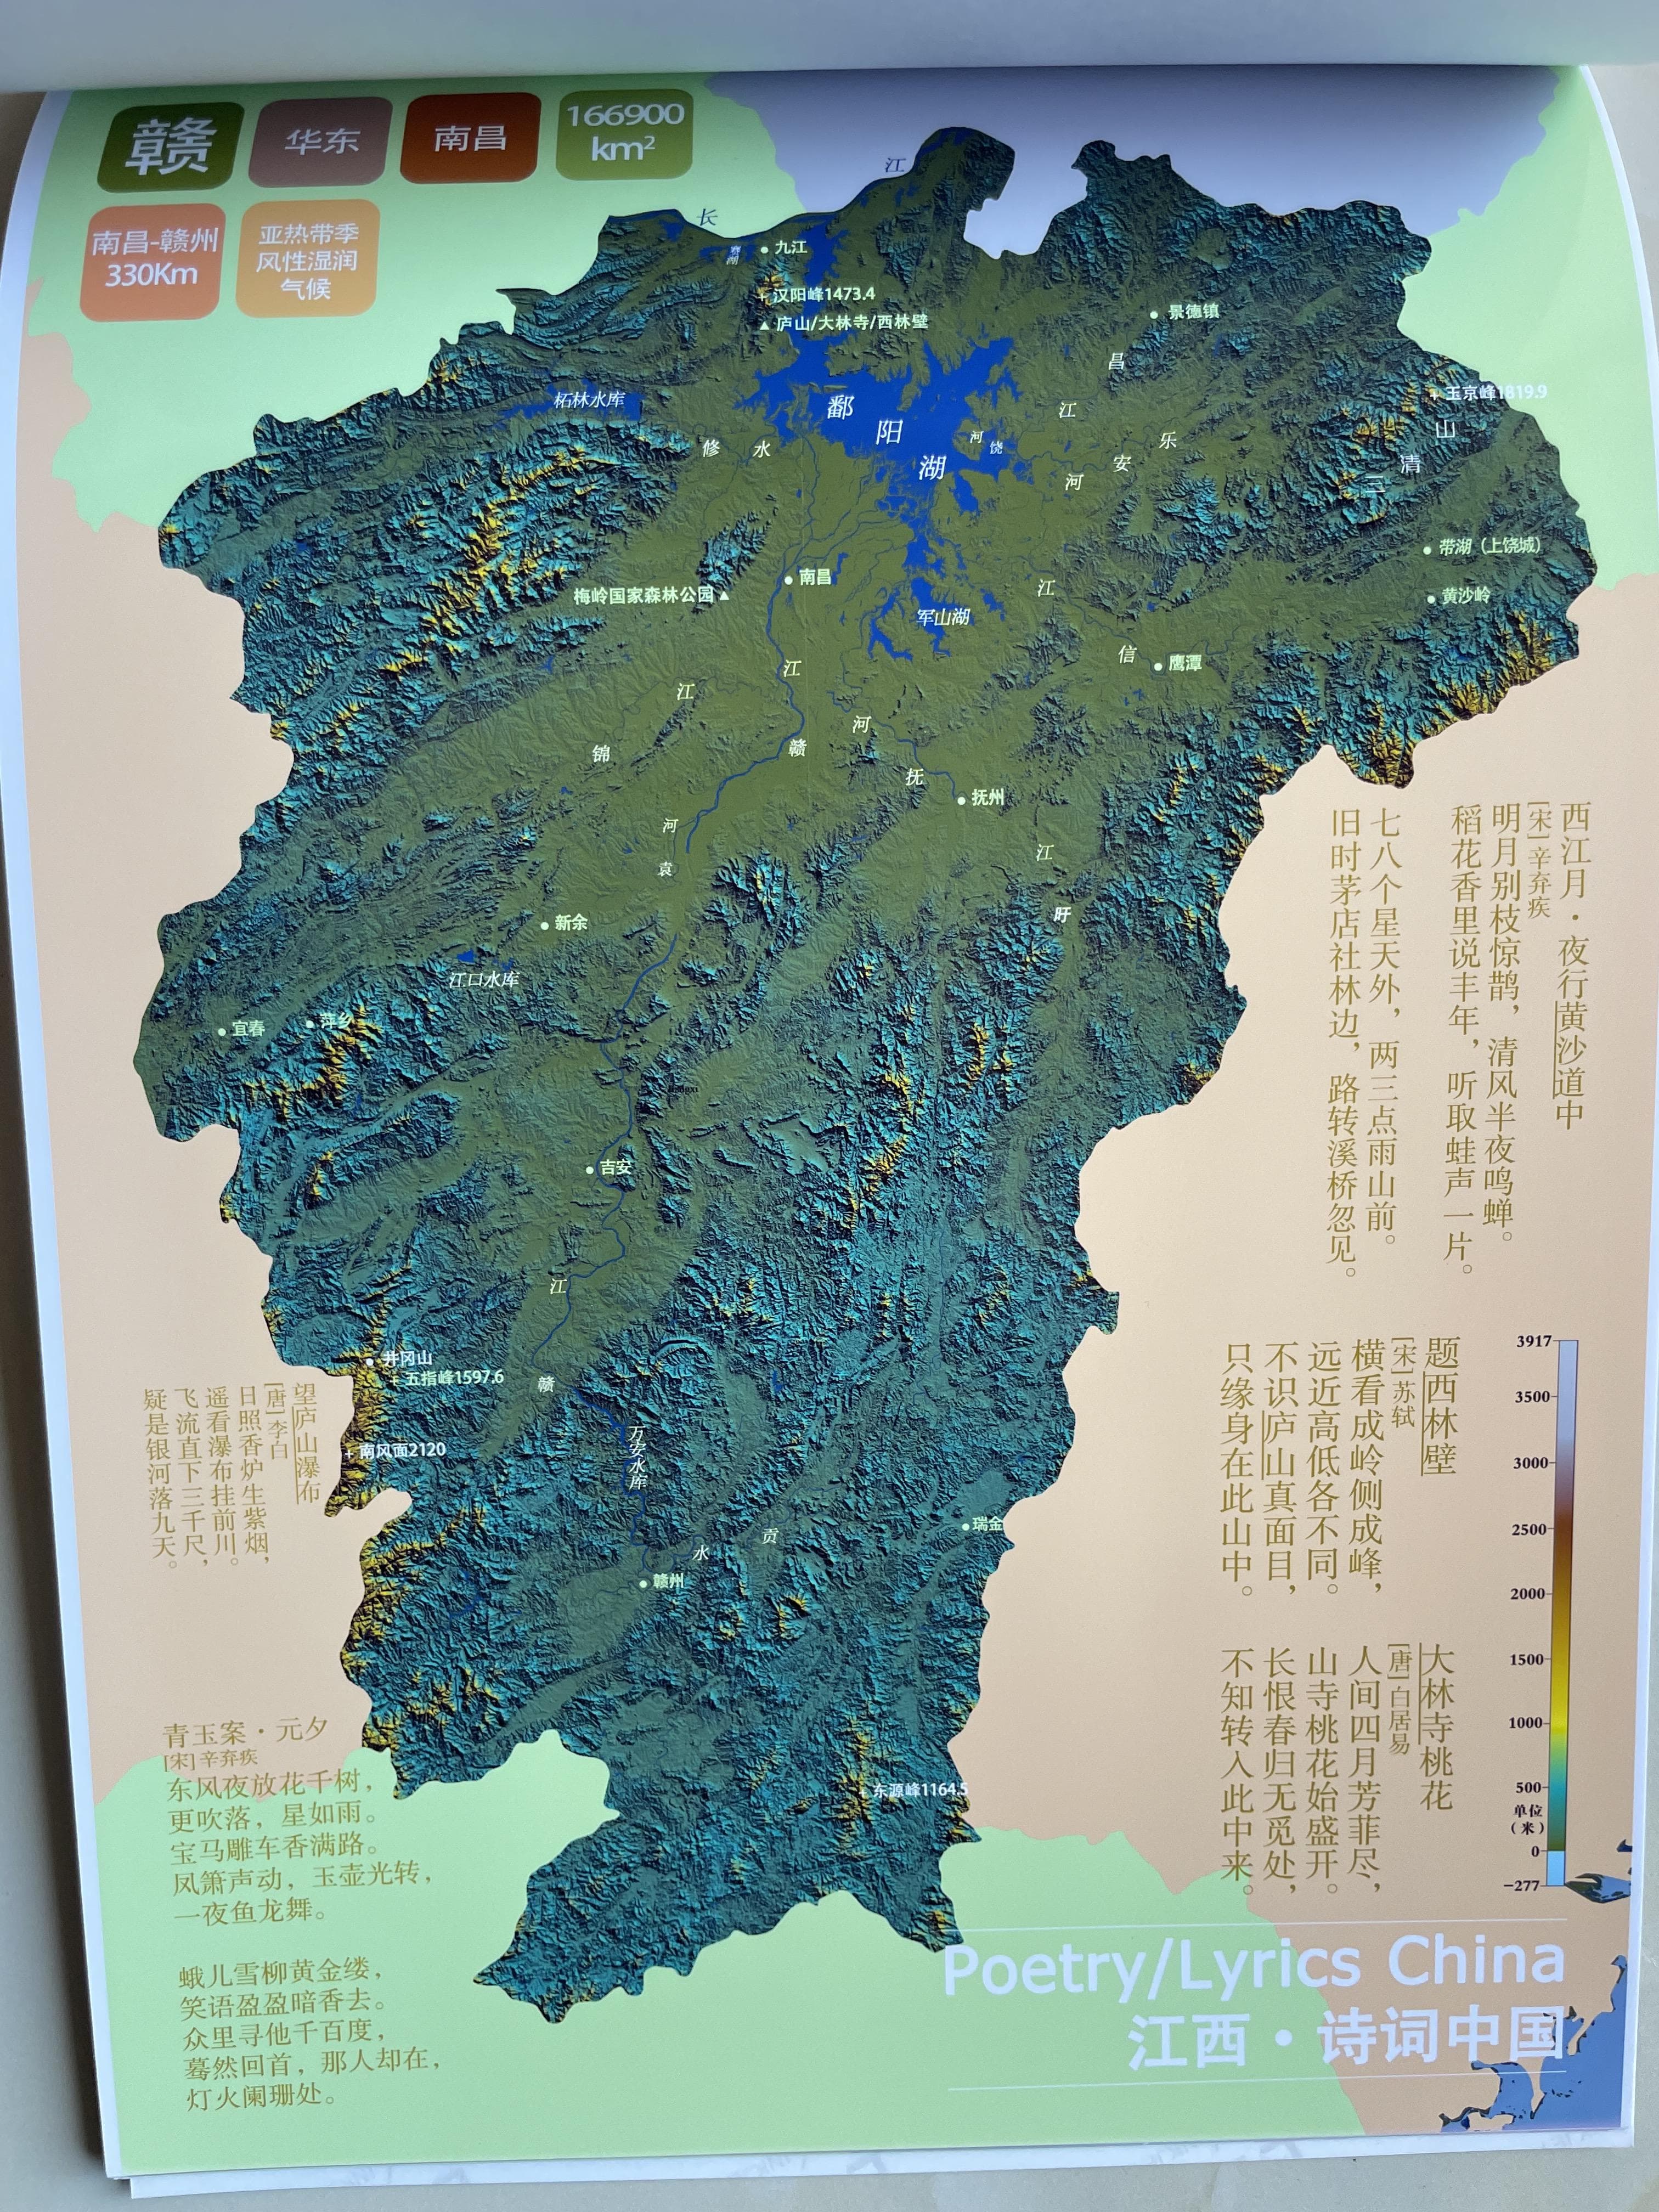 赣
华东
南昌
166900
km²
南昌-赣州
330Km
亚热带季
风性湿润
气候
长江
赛湖
九江
汉阳峰1473.4
庐山/大林寺/西林壁
景德镇
昌江
玉京峰1819.9
三清山
柘林水库
鄱阳湖
修水
饶河
乐安河
带湖（上饶城）
黄沙岭
南昌
梅岭国家森林公园
军山湖
信江
鹰潭
锦江
赣江
抚河
抚州
袁河
盱江
新余
江口水库
宜春
萍乡
吉安
赣江
井冈山
五指峰1597.6
南风面2120
万安水库
贡水
瑞金
赣州
东源峰1164.5
西江月·夜行黄沙道中
[宋]辛弃疾
明月别枝惊鹊，清风半夜鸣蝉。
稻花香里说丰年，听取蛙声一片。
七八个星天外，两三点雨山前。
旧时茅店社林边，路转溪桥忽见。
题西林壁
[宋]苏轼
横看成岭侧成峰，
远近高低各不同。
不识庐山真面目，
只缘身在此山中。
大林寺桃花
[唐]白居易
人间四月芳菲尽，
山寺桃花始盛开。
长恨春归无觅处，
不知转入此中来。
望庐山瀑布
[唐]李白
日照香炉生紫烟，
遥看瀑布挂前川。
飞流直下三千尺，
疑是银河落九天。
青玉案·元夕
[宋]辛弃疾
东风夜放花千树，
更吹落，星如雨。
宝马雕车香满路。
凤箫声动，玉壶光转，
一夜鱼龙舞。
蛾儿雪柳黄金缕，
笑语盈盈暗香去。
众里寻他千百度，
蓦然回首，那人却在，
灯火阑珊处。
3917
3500
3000
2500
2000
1500
1000
500
单位
（米）
0
−277
Poetry/Lyrics China
江西·诗词中国